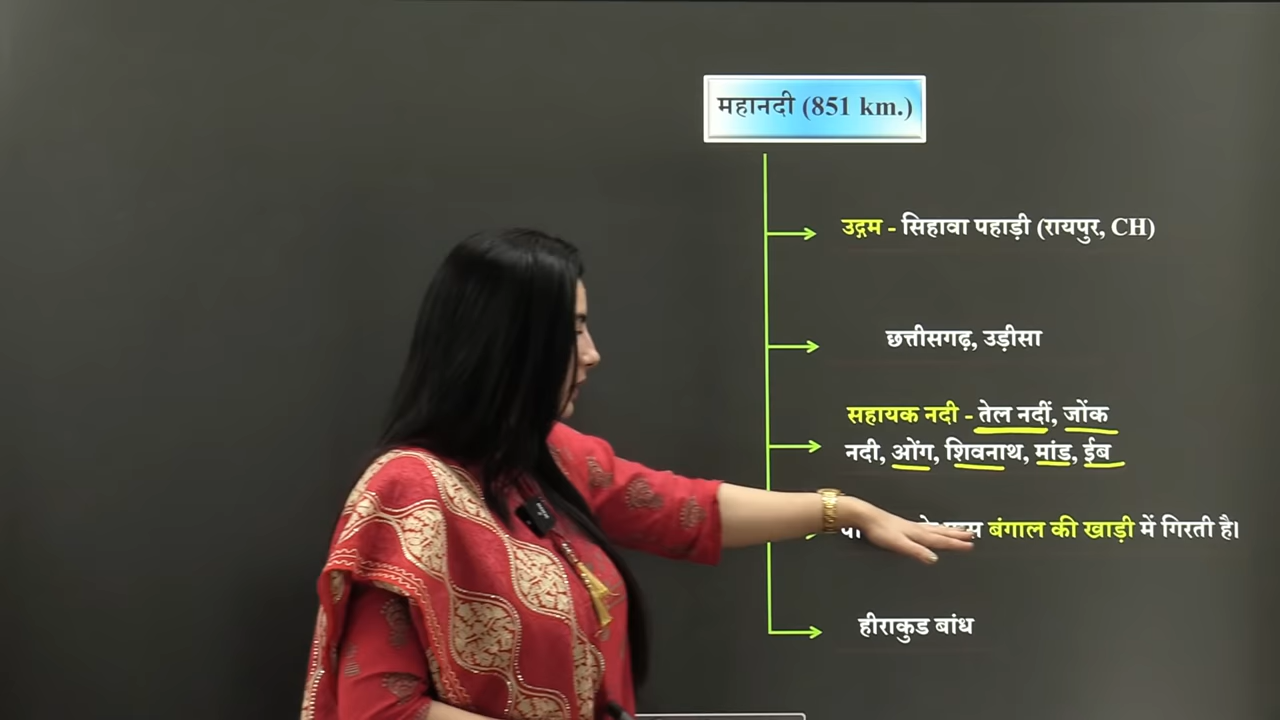 महानदी (851 km.)
उद्गम - सिहावा पहाड़ी (रायपुर, CH)
छत्तीसगढ़, उड़ीसा
सहायक नदी - तेल नदीं, जोंक
नदी, ओंग, शिवनाथ, मांड, ईब
बंगाल की खाड़ी में गिरती है।
हीराकुड बांध